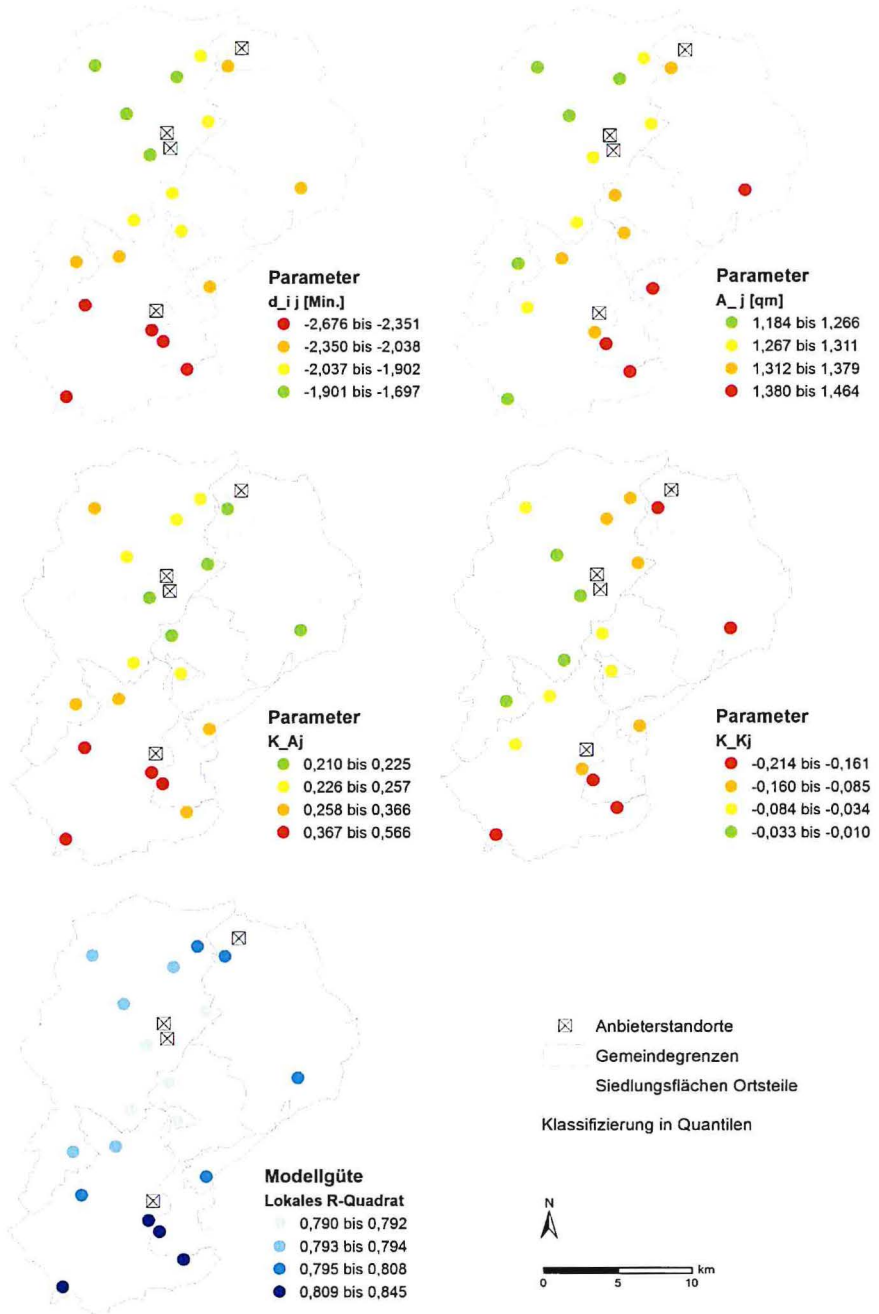 Parameter
d_i j [Min.]
-2,676 bis -2,351
-2,350 bis -2,038
-2,037 bis -1,902
-1,901 bis -1,697
Parameter
A_ j [qm]
1,184 bis 1,266
1,267 bis 1,311
1,312 bis 1,379
1,380 bis 1,464
Parameter
K_Aj
0,210 bis 0,225
0,226 bis 0,257
0,258 bis 0,366
0,367 bis 0,566
Parameter
K_Kj
-0,214 bis -0,161
-0,160 bis -0,085
-0,084 bis -0,034
-0,033 bis -0,010
Modellgüte
Lokales R-Quadrat
0,790 bis 0,792
0,793 bis 0,794
0,795 bis 0,808
0,809 bis 0,845
Anbieterstandorte
Gemeindegrenzen
Siedlungsflächen Ortsteile
Klassifizierung in Quantilen
N
km
0 5 10